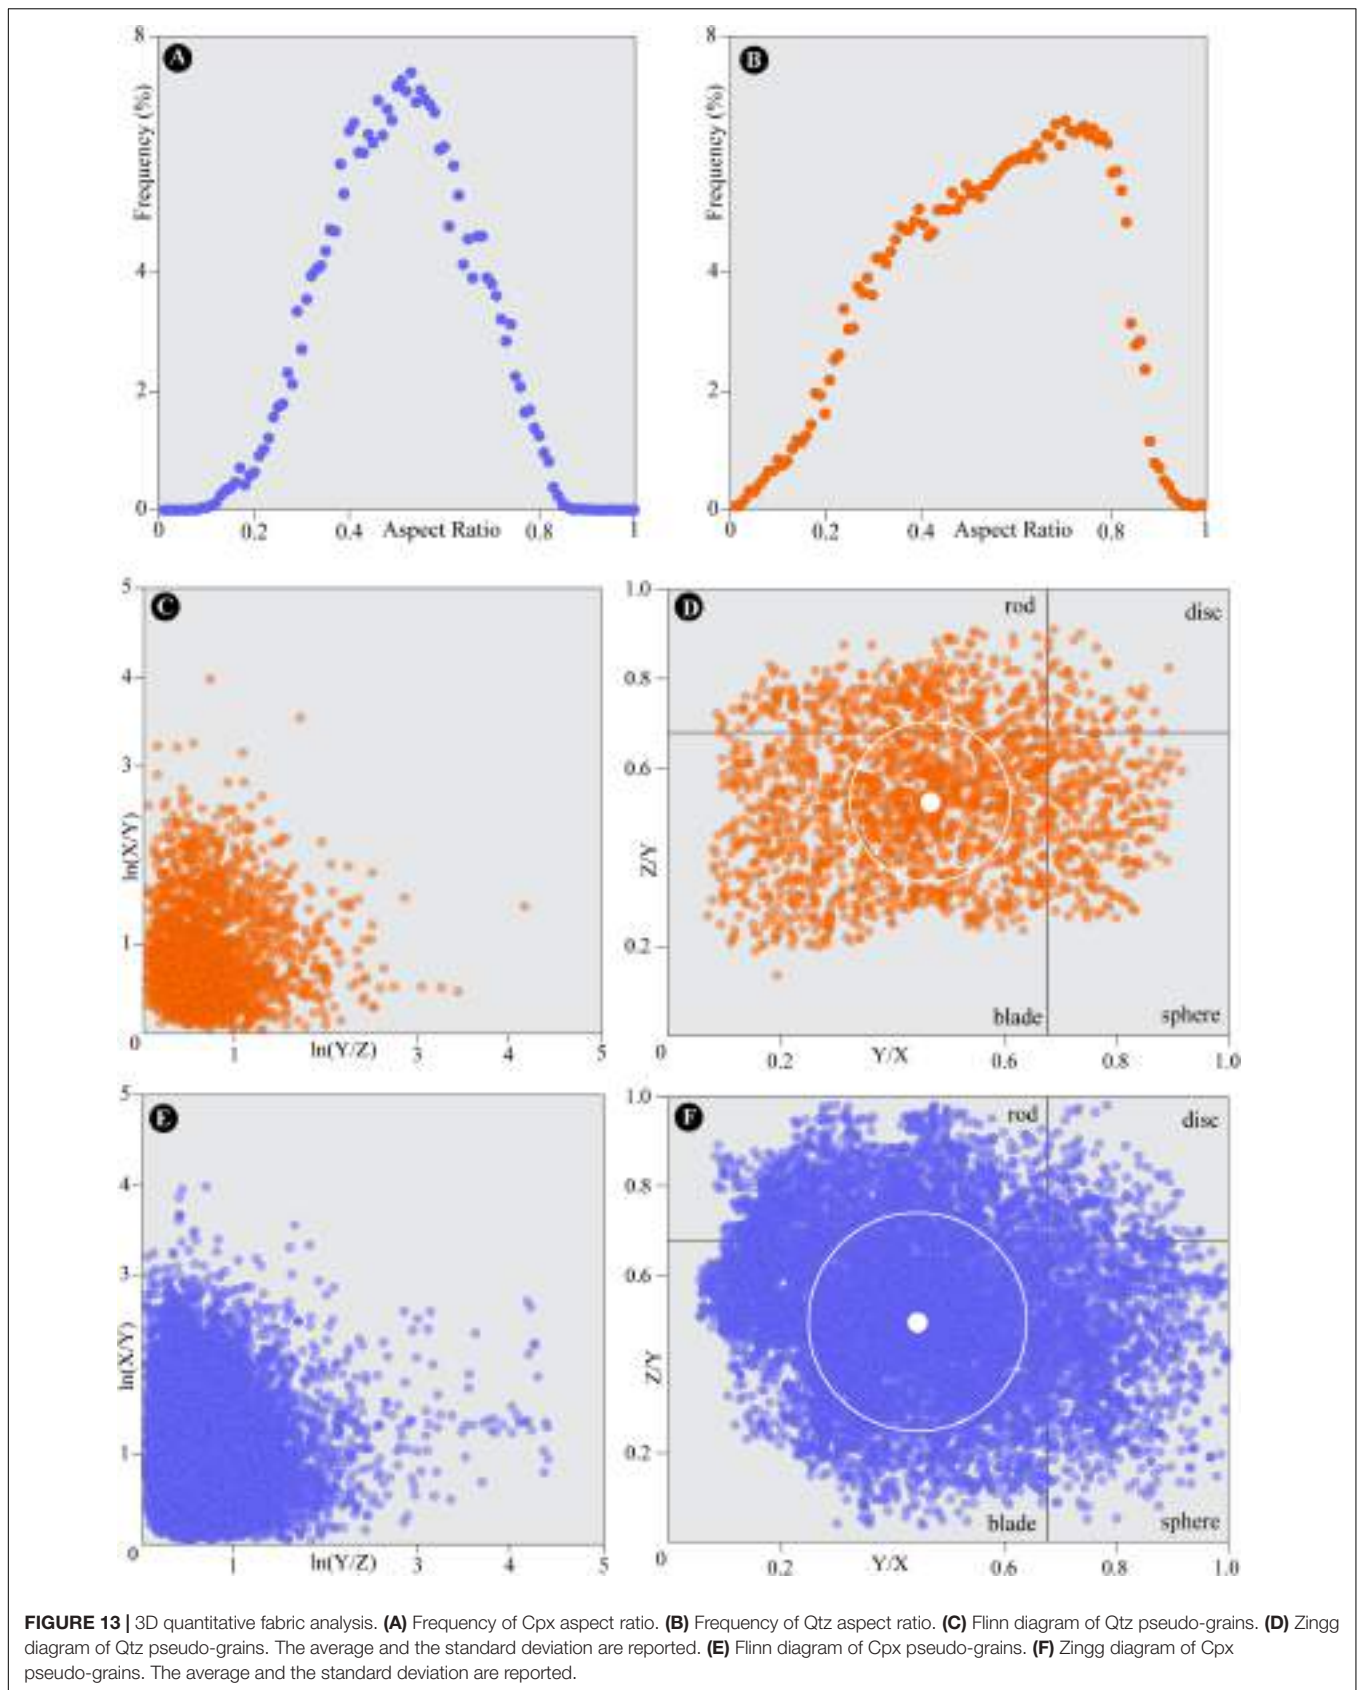 8
A
Frequency (%)
4
2
0
0
0.2
0.4
Aspect Ratio
0.8
1
8
B
Frequency (%)
4
2
0
0
0.2
0.4
Aspect Ratio
0.8
1
5
C
4
3
ln(X/Y)
1
0
1
ln(Y/Z)
3
4
5
1.0
D
rod
disc
0.8
0.6
Z/Y
0.2
blade
sphere
0
0.2
Y/X
0.6
0.8
1.0
5
E
4
3
ln(X/Y)
1
0
1
ln(Y/Z)
3
4
5
1.0
F
rod
disc
0.8
0.6
Z/Y
0.2
blade
sphere
0
0.2
Y/X
0.6
0.8
1.0
FIGURE 13 | 3D quantitative fabric analysis. (A) Frequency of Cpx aspect ratio. (B) Frequency of Qtz aspect ratio. (C) Flinn diagram of Qtz pseudo-grains. (D) Zingg
diagram of Qtz pseudo-grains. The average and the standard deviation are reported. (E) Flinn diagram of Cpx pseudo-grains. (F) Zingg diagram of Cpx
pseudo-grains. The average and the standard deviation are reported.